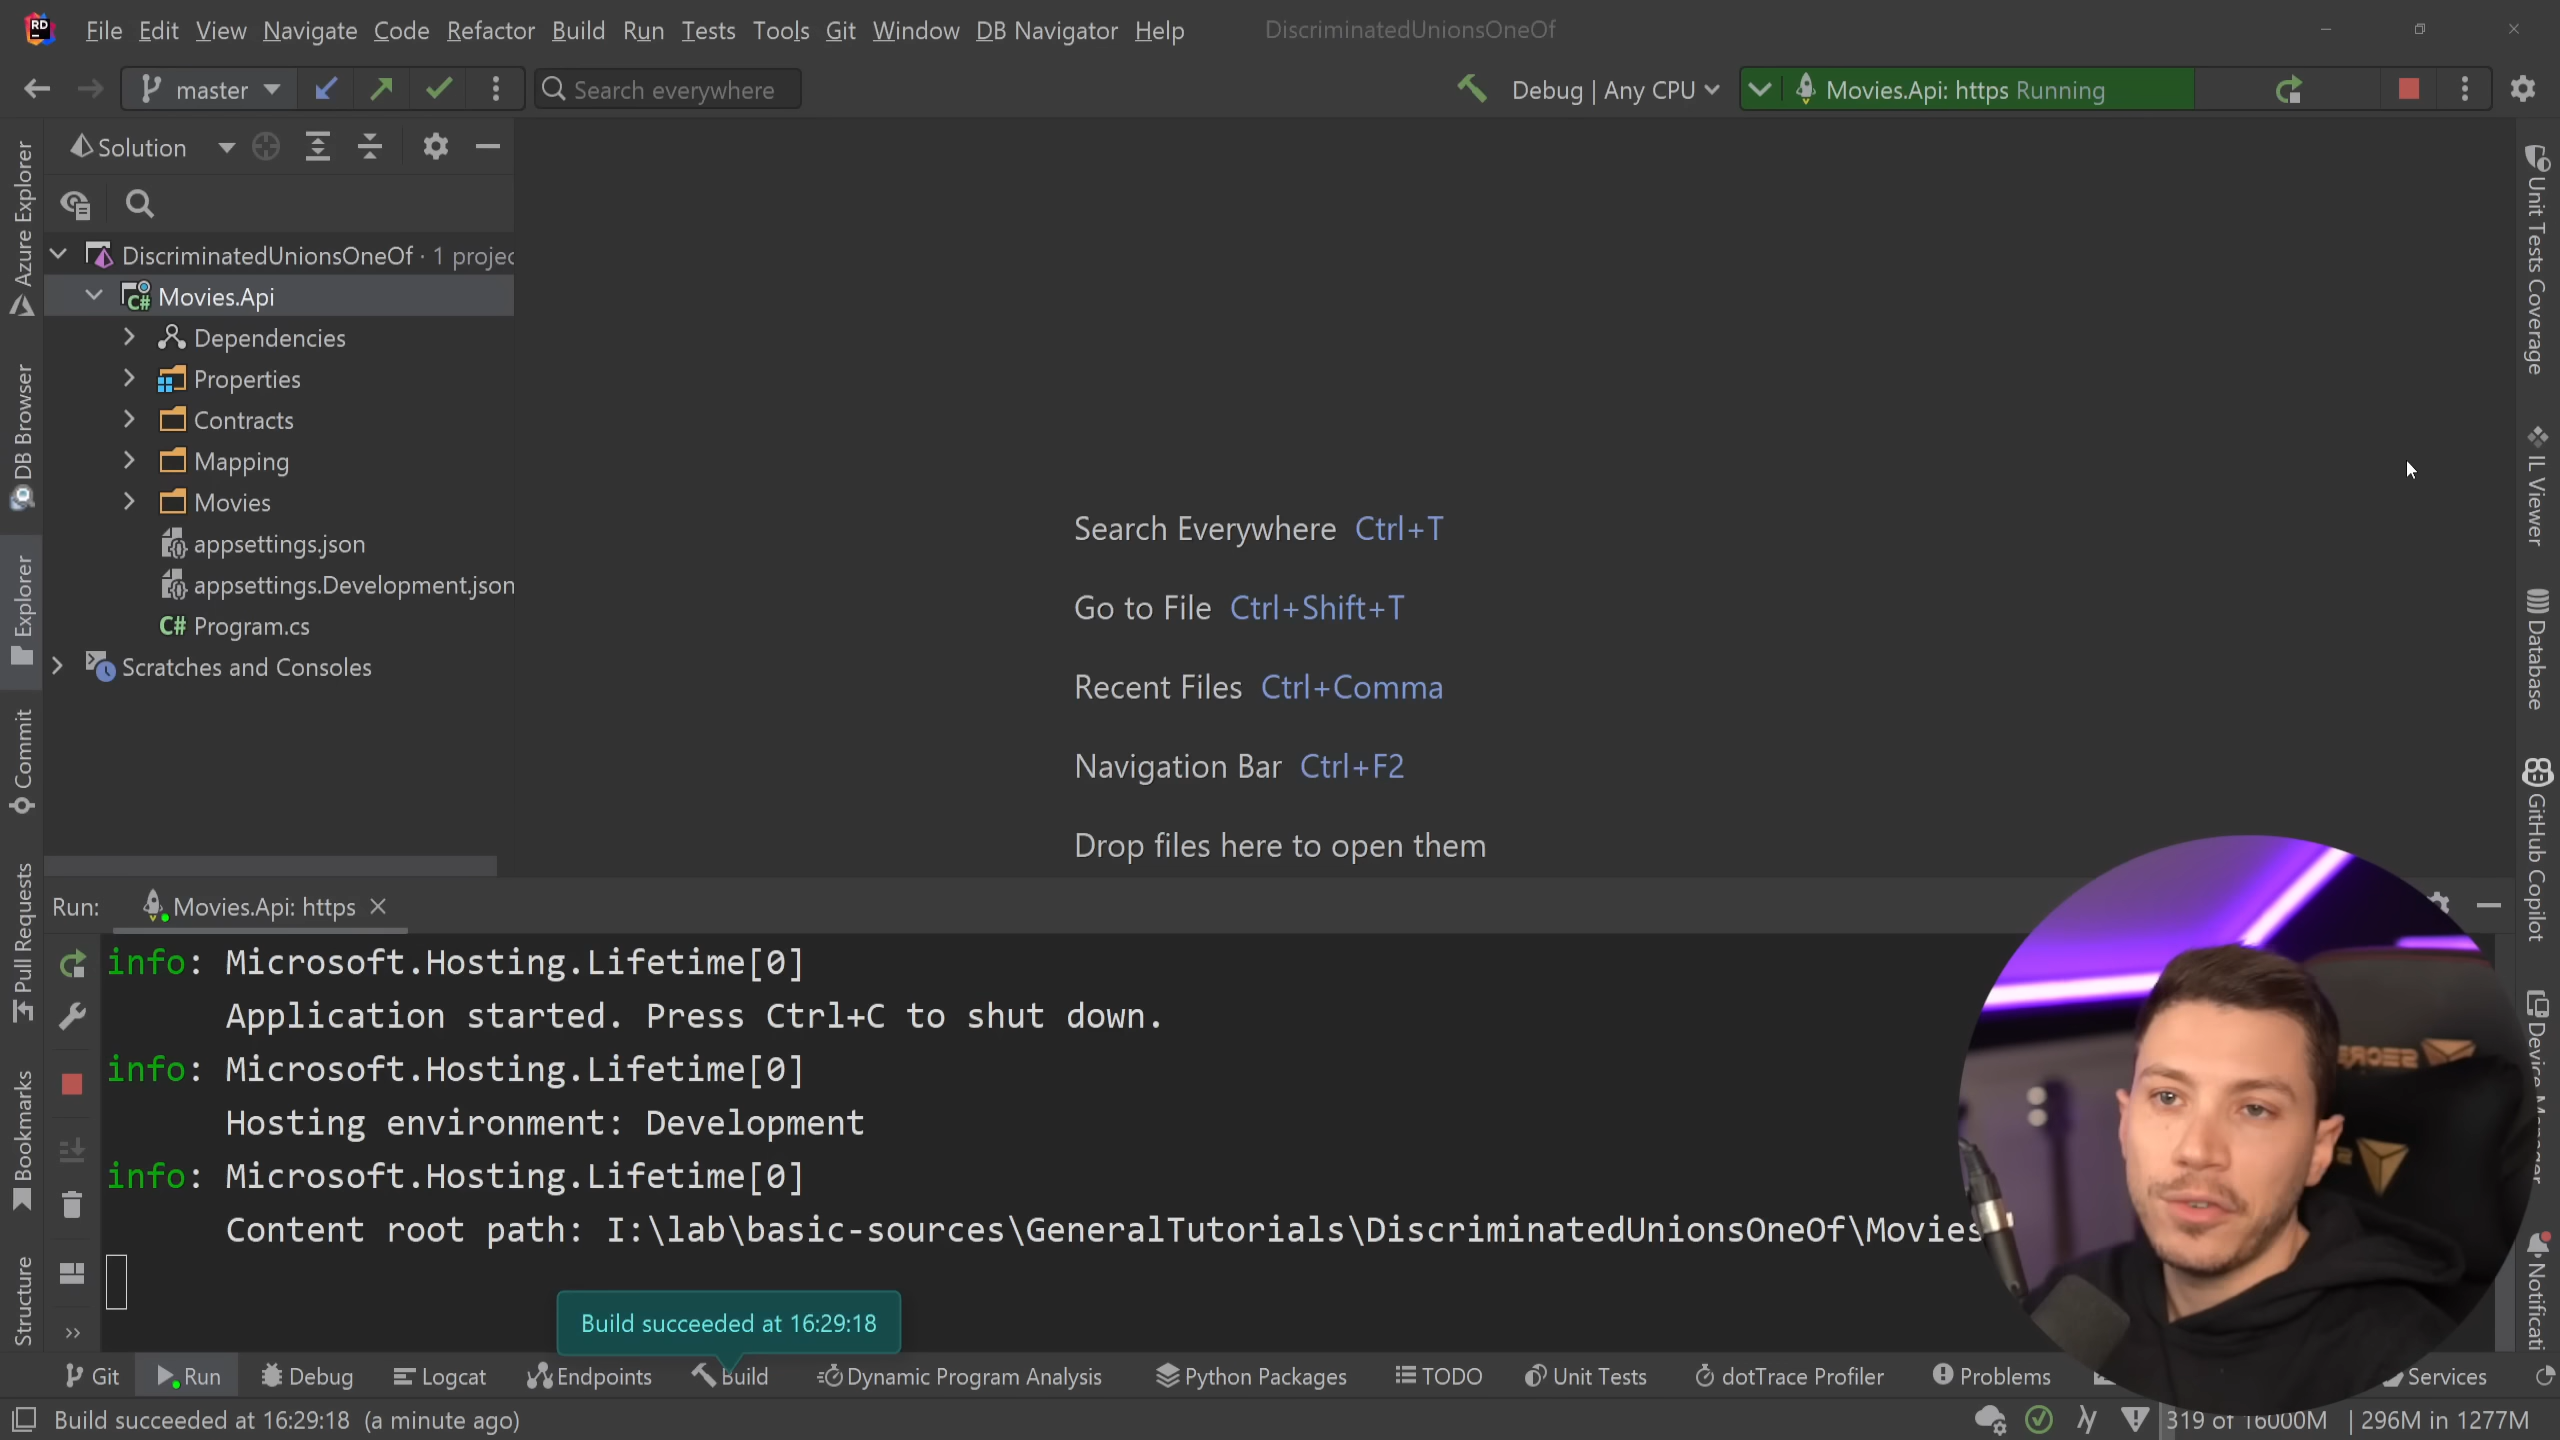 RD
File Edit View Navigate Code Refactor Build Run Tests Tools Git Window DB Navigator Help
DiscriminatedUnionsOneOf
master
Search everywhere
Debug | Any CPU
Movies.Api: https Running
Solution
DiscriminatedUnionsOneOf · 1 projec
C# Movies.Api
Dependencies
Properties
Contracts
Mapping
Movies
appsettings.json
appsettings.Development.json
C# Program.cs
Scratches and Consoles
Azure Explorer
DB Browser
Explorer
Commit
Pull Requests
Bookmarks
Structure
Search Everywhere Ctrl+T
Go to File Ctrl+Shift+T
Recent Files Ctrl+Comma
Navigation Bar Ctrl+F2
Drop files here to open them
Unit Tests Coverage
IL Viewer
Database
GitHub Copilot
Device Manager
Notificati
Run: Movies.Api: https
info: Microsoft.Hosting.Lifetime[0]
Application started. Press Ctrl+C to shut down.
info: Microsoft.Hosting.Lifetime[0]
Hosting environment: Development
info: Microsoft.Hosting.Lifetime[0]
Content root path: I:\lab\basic-sources\GeneralTutorials\DiscriminatedUnionsOneOf\Movies
Build succeeded at 16:29:18
Git Run Debug Logcat Endpoints Build Dynamic Program Analysis Python Packages TODO Unit Tests dotTrace Profiler Problems Services
Build succeeded at 16:29:18 (a minute ago)
319 of 16000M | 296M in 1277M